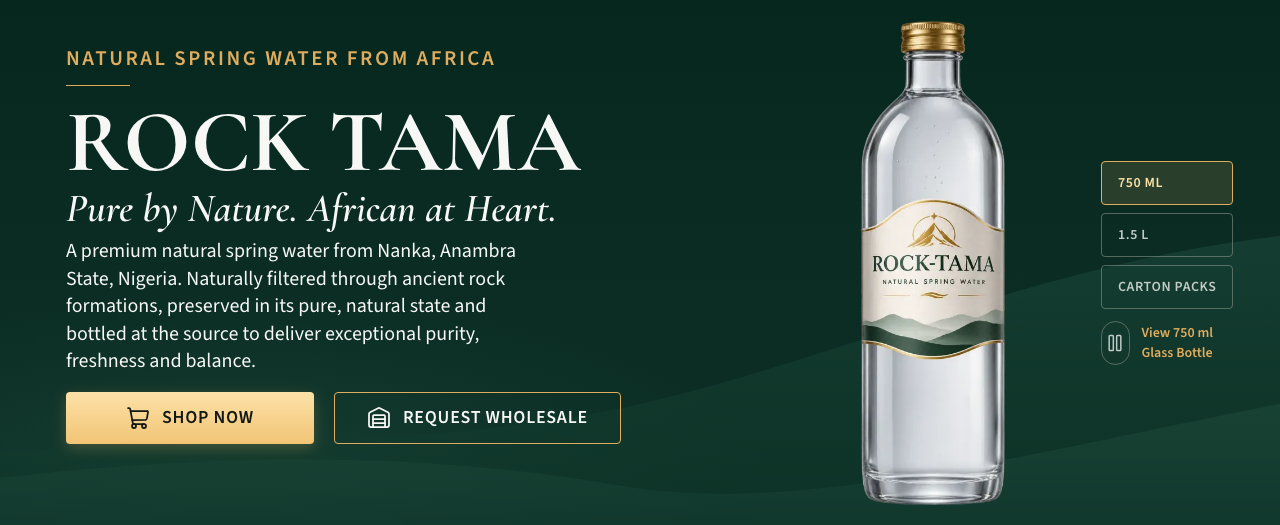 NATURAL SPRING WATER FROM AFRICA
ROCK TAMA
Pure by Nature. African at Heart.
A premium natural spring water from Nanka, Anambra
State, Nigeria. Naturally filtered through ancient rock
formations, preserved in its pure, natural state and
bottled at the source to deliver exceptional purity,
freshness and balance.
SHOP NOW
REQUEST WHOLESALE
ROCK-TAMA
NATURAL SPRING WATER
750 ML
1.5 L
CARTON PACKS
View 750 ml
Glass Bottle